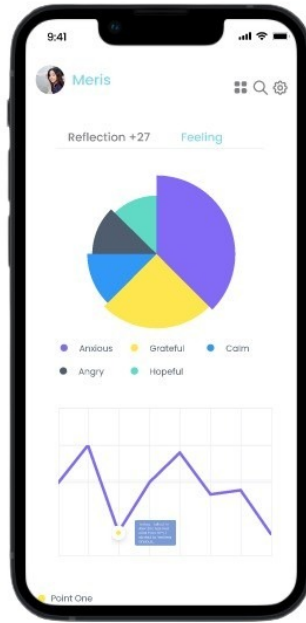 9:41
Meris
Reflection +27 Feeling
Anxious Grateful Calm
Angry Hopeful
Point One